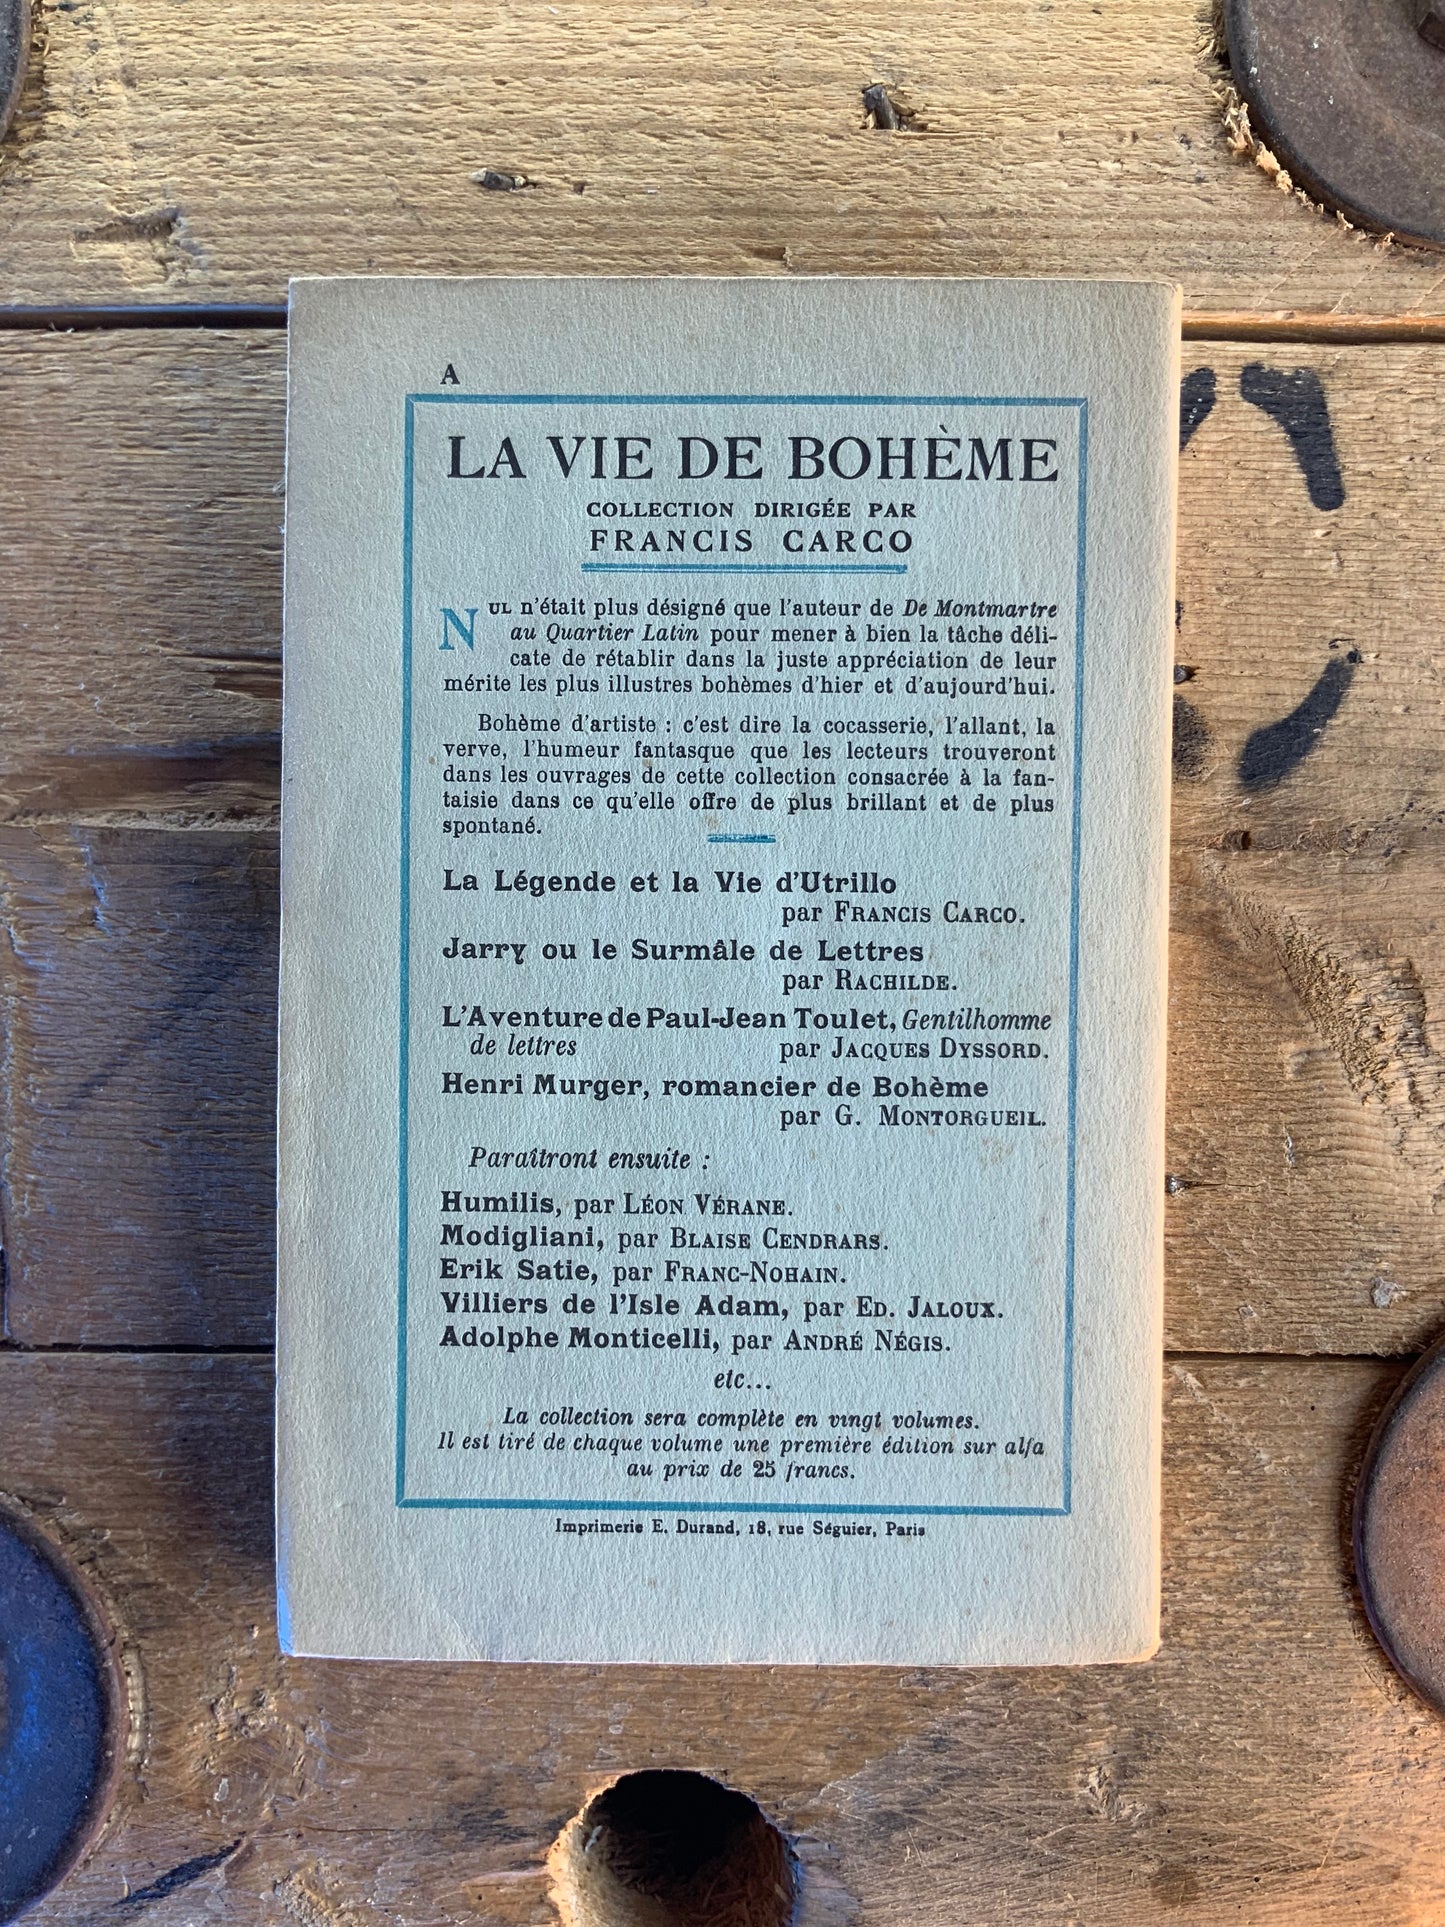 A
LA VIE DE BOHÈME
COLLECTION DIRIGÉE PAR
FRANCIS CARCO
NUL n'était plus désigné que l'auteur de De Montmartre
au Quartier Latin pour mener à bien la tâche déli-
cate de rétablir dans la juste appréciation de leur
mérite les plus illustres bohèmes d'hier et d'aujourd'hui.
Bohème d'artiste : c'est dire la cocasserie, l'allant, la
verve, l'humeur fantasque que les lecteurs trouveront
dans les ouvrages de cette collection consacrée à la fan-
taisie dans ce qu'elle offre de plus brillant et de plus
spontané.
La Légende et la Vie d'Utrillo
par FRANCIS CARCO.
Jarry ou le Surmâle de Lettres
par RACHILDE.
L'Aventure de Paul-Jean Toulet, Gentilhomme
de lettres par JACQUES DYSSORD.
Henri Murger, romancier de Bohème
par G. MONTORGUEIL.
Paraîtront ensuite :
Humilis, par LÉON VÉRANE.
Modigliani, par BLAISE CENDRARS.
Erik Satie, par FRANC-NOHAIN.
Villiers de l'Isle Adam, par ED. JALOUX.
Adolphe Monticelli, par ANDRÉ NÉGIS.
etc...
La collection sera complète en vingt volumes.
Il est tiré de chaque volume une première édition sur alfa
au prix de 25 francs.
Imprimerie E. Durand, 18, rue Séguier, Paris